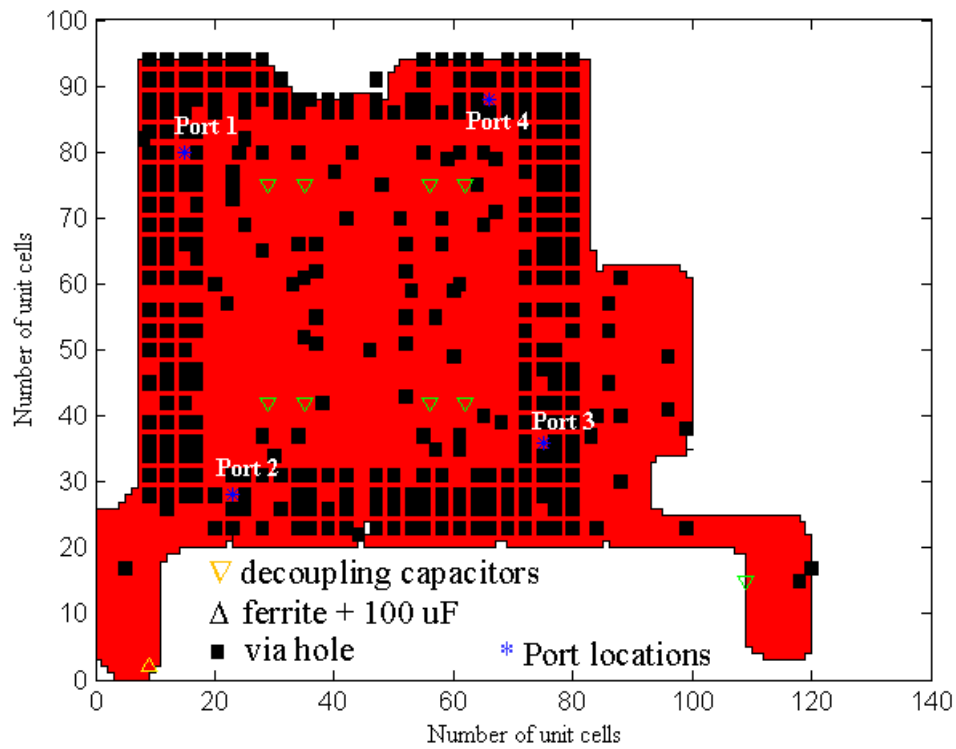 100
90
80
70
60
50
40
30
20
10
0
Number of unit cells
Port 1
Port 4
Port 3
Port 2
decoupling capacitors
ferrite + 100 uF
via hole
* Port locations
0 20 40 60 80 100 120 140
Number of unit cells